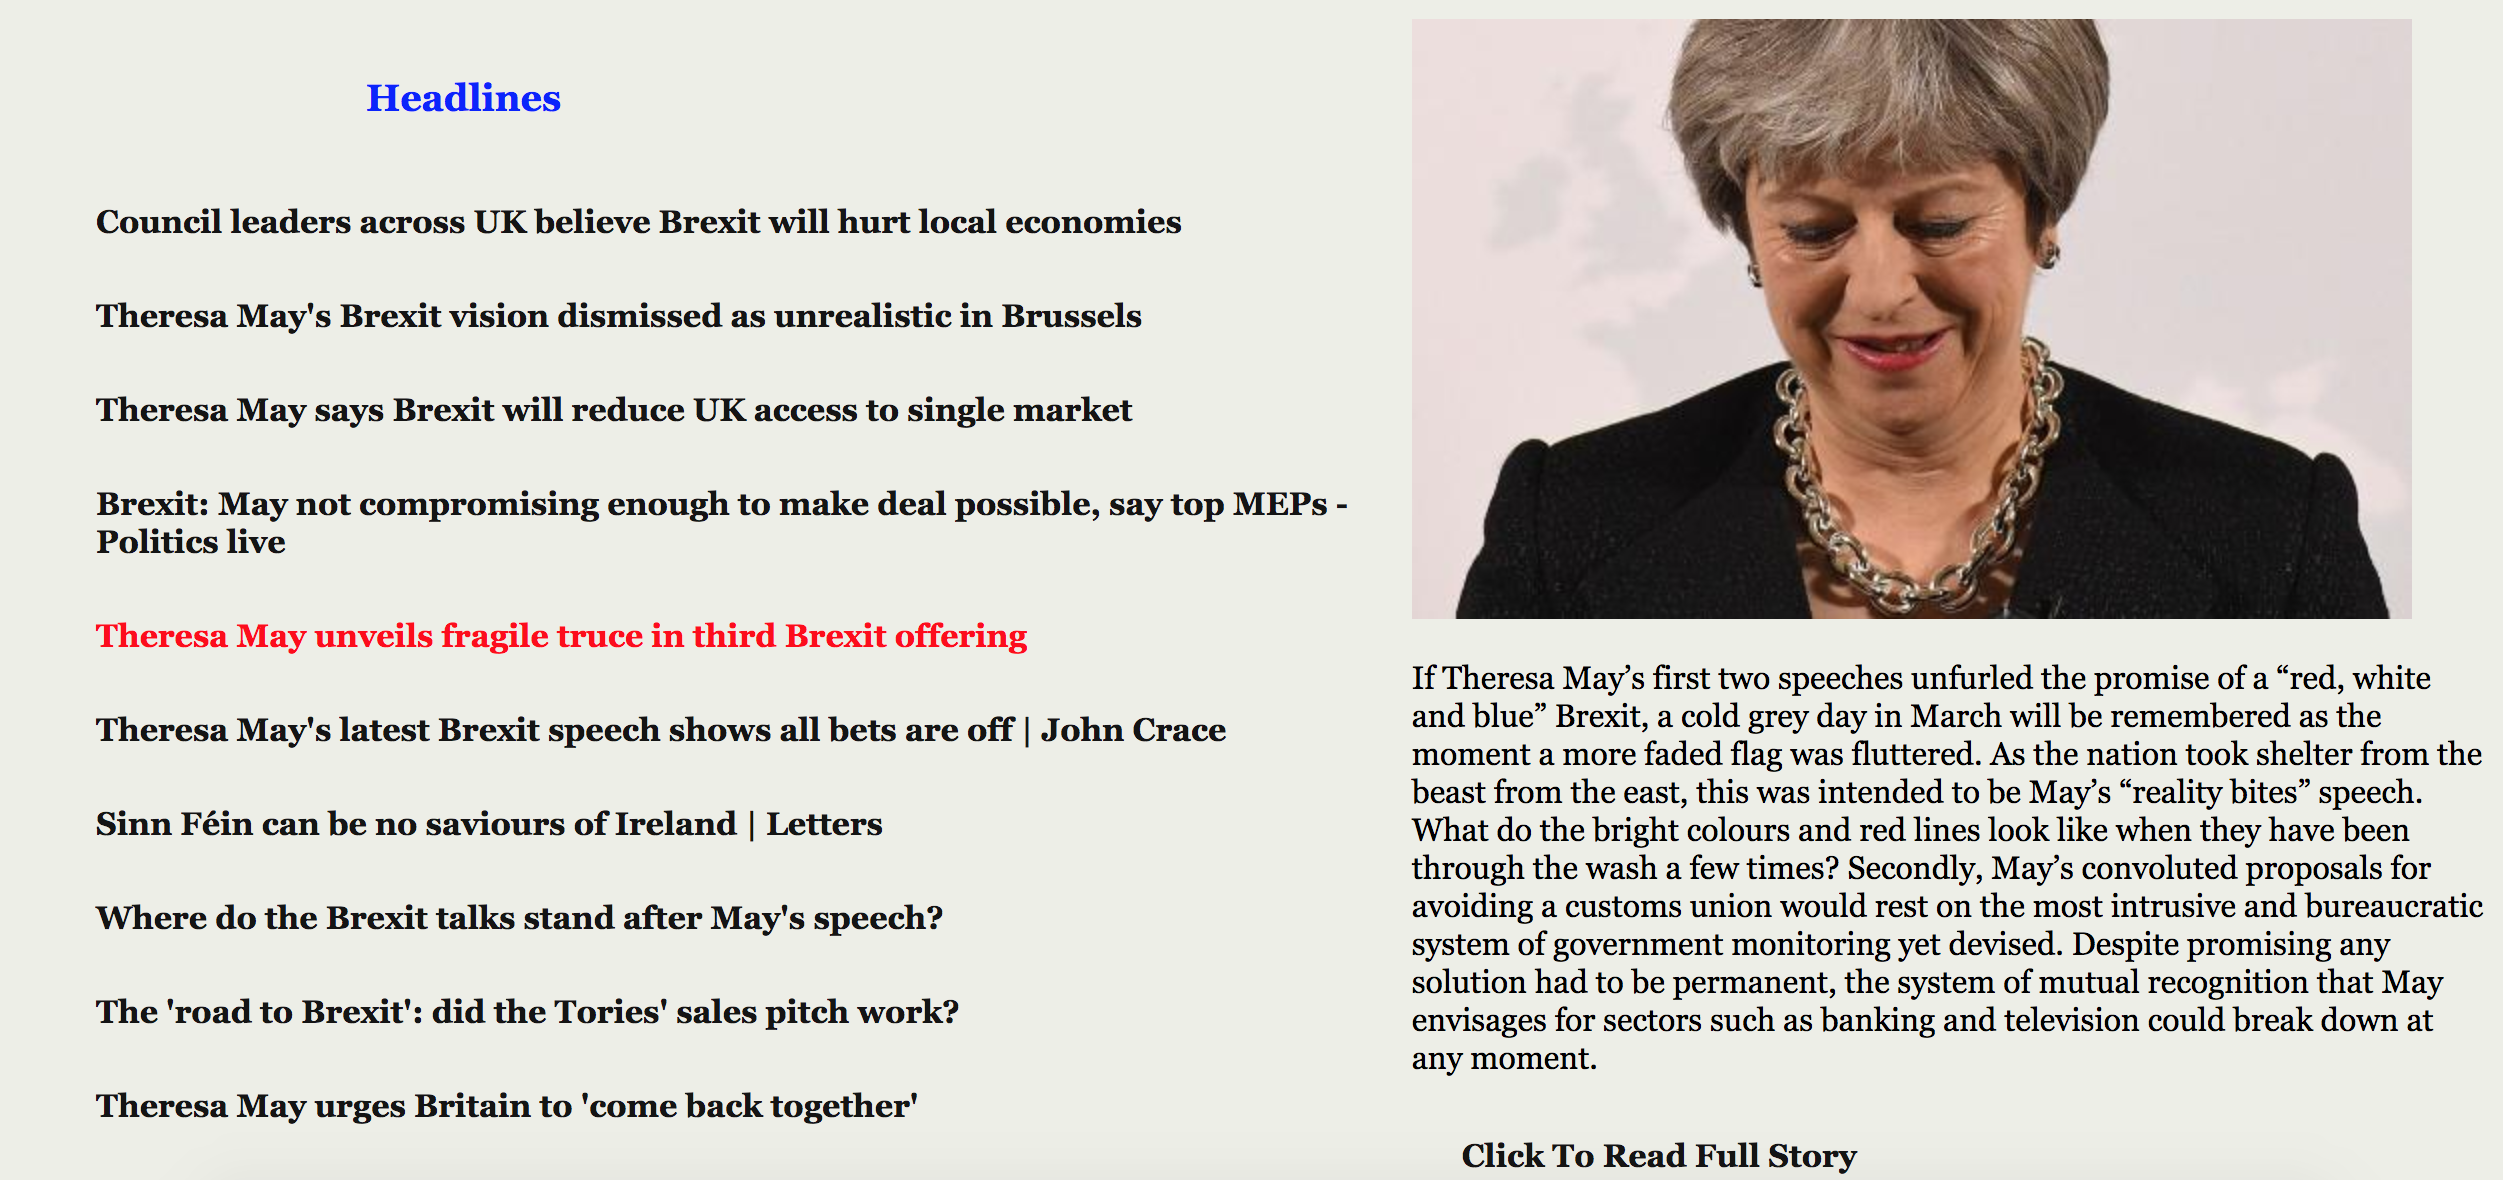 Headlines
Council leaders across UK believe Brexit will hurt local economies
Theresa May's Brexit vision dismissed as unrealistic in Brussels
Theresa May says Brexit will reduce UK access to single market
Brexit: May not compromising enough to make deal possible, say top MEPs -
Politics live
Theresa May unveils fragile truce in third Brexit offering
Theresa May's latest Brexit speech shows all bets are off | John Crace
Sinn Féin can be no saviours of Ireland | Letters
Where do the Brexit talks stand after May's speech?
The 'road to Brexit': did the Tories' sales pitch work?
Theresa May urges Britain to 'come back together'
If Theresa May’s first two speeches unfurled the promise of a “red, white
and blue” Brexit, a cold grey day in March will be remembered as the
moment a more faded flag was fluttered. As the nation took shelter from the
beast from the east, this was intended to be May’s “reality bites” speech.
What do the bright colours and red lines look like when they have been
through the wash a few times? Secondly, May’s convoluted proposals for
avoiding a customs union would rest on the most intrusive and bureaucratic
system of government monitoring yet devised. Despite promising any
solution had to be permanent, the system of mutual recognition that May
envisages for sectors such as banking and television could break down at
any moment.
Click To Read Full Story